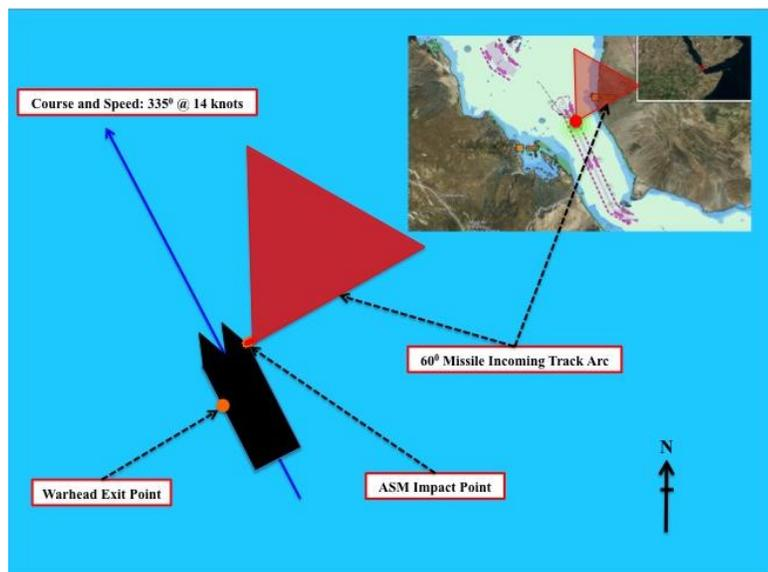 Course and Speed: 335⁰ @ 14 knots
60⁰ Missile Incoming Track Arc
N
Warhead Exit Point
ASM Impact Point